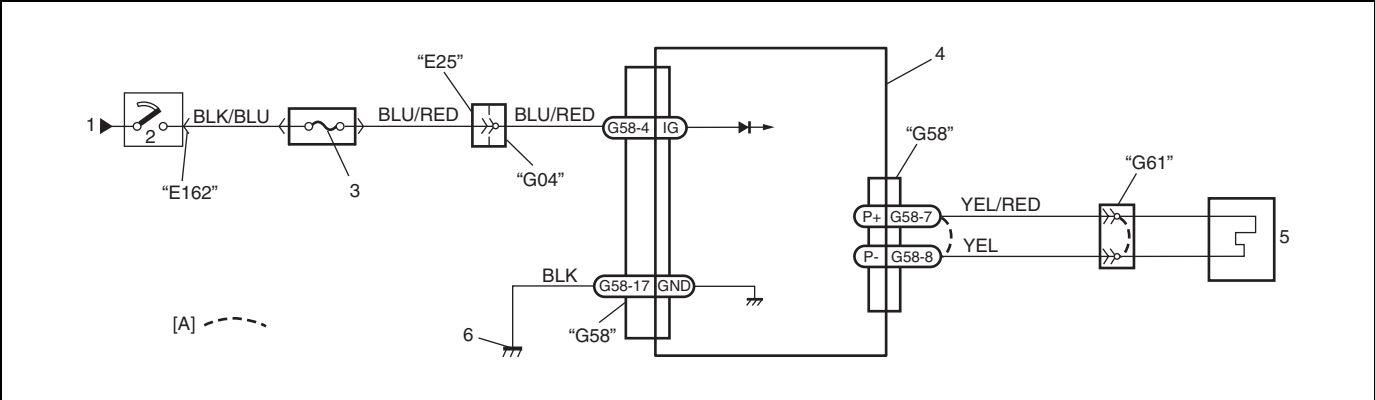 4
“E25”
1
2
BLK/BLU
BLU/RED
BLU/RED
G58-4
IG
“G58”
“E162”
3
“G04”
“G61”
P+
G58-7
YEL/RED
P-
G58-8
YEL
5
BLK
G58-17
GND
[A]
6
“G58”